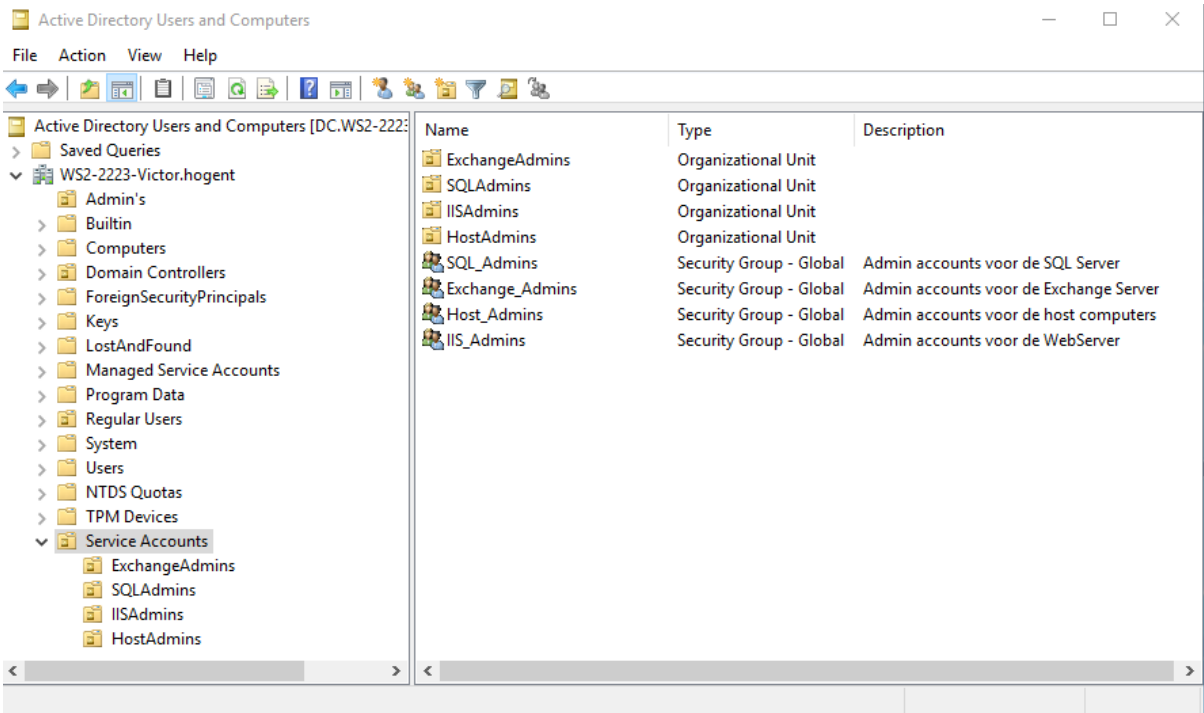 Active Directory Users and Computers
File Action View Help
Active Directory Users and Computers [DC.WS2-2223
Saved Queries
WS2-2223-Victor.hogent
Admin's
Builtin
Computers
Domain Controllers
ForeignSecurityPrincipals
Keys
LostAndFound
Managed Service Accounts
Program Data
Regular Users
System
Users
NTDS Quotas
TPM Devices
Service Accounts
ExchangeAdmins
SQLAdmins
IISAdmins
HostAdmins
Name Type Description
ExchangeAdmins Organizational Unit
SQLAdmins Organizational Unit
IISAdmins Organizational Unit
HostAdmins Organizational Unit
SQL_Admins Security Group - Global Admin accounts voor de SQL Server
Exchange_Admins Security Group - Global Admin accounts voor de Exchange Server
Host_Admins Security Group - Global Admin accounts voor de host computers
IIS_Admins Security Group - Global Admin accounts voor de WebServer